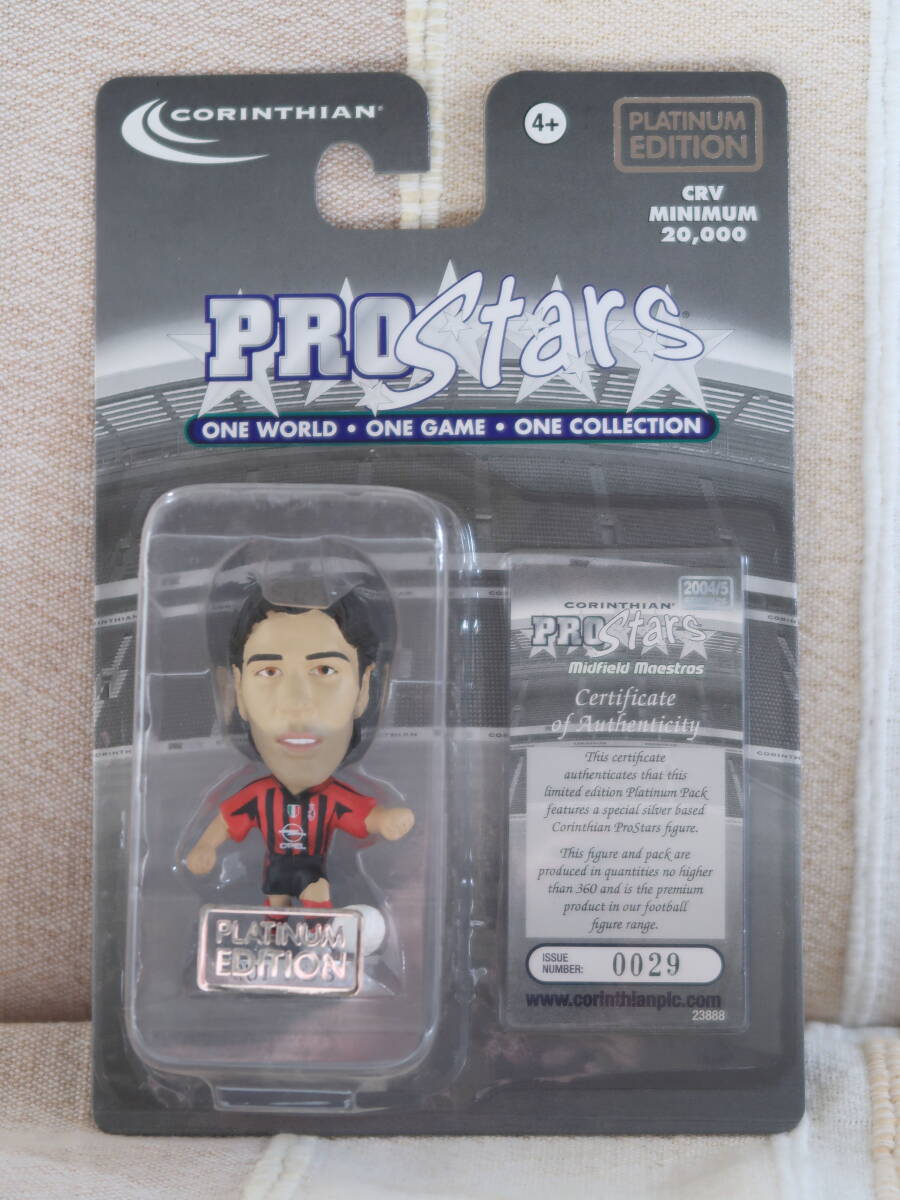 CORINTHIAN®
4+
PLATINUM
EDITION
CRV
MINIMUM
20,000
PROStars®
ONE WORLD • ONE GAME • ONE COLLECTION
OPEL
PLATINUM
EDITION
2004/5
CORINTHIAN®
PROStars
Midfield Maestros
Certificate
of Authenticity
This certificate
authenticates that this
limited edition Platinum Pack
features a special silver based
Corinthian ProStars figure.
This figure and pack are
produced in quantities no higher
than 360 and is the premium
product in our football
figure range.
ISSUE
NUMBER: 0029
www.corinthianplc.com
23888